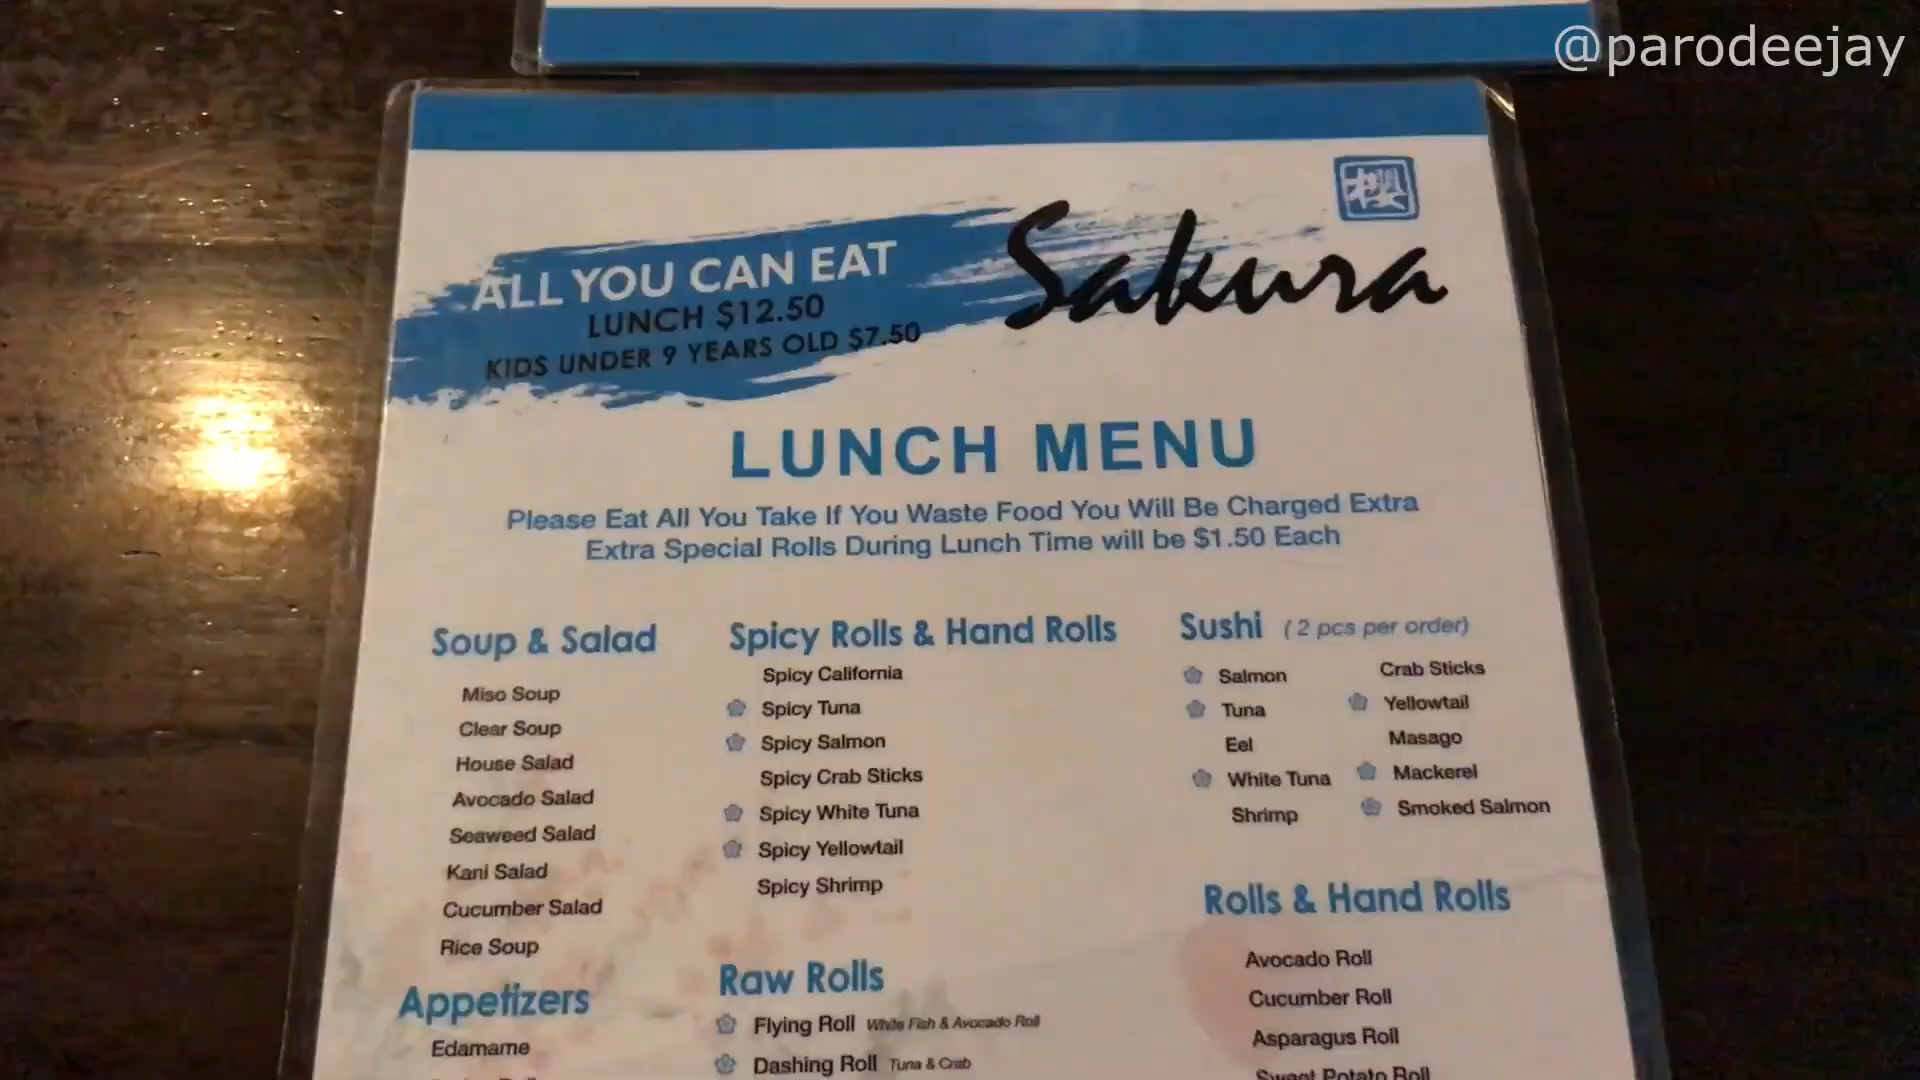 @parodeejay
櫻
ALL YOU CAN EAT
LUNCH $12.50
KIDS UNDER 9 YEARS OLD $7.50
Sakura
LUNCH MENU
Please Eat All You Take If You Waste Food You Will Be Charged Extra
Extra Special Rolls During Lunch Time will be $1.50 Each
Soup & Salad
Miso Soup
Clear Soup
House Salad
Avocado Salad
Seaweed Salad
Kani Salad
Cucumber Salad
Rice Soup
Appetizers
Edamame
Spicy Rolls & Hand Rolls
Spicy California
Spicy Tuna
Spicy Salmon
Spicy Crab Sticks
Spicy White Tuna
Spicy Yellowtail
Spicy Shrimp
Raw Rolls
Flying Roll White Fish & Avocado Roll
Dashing Roll Tuna & Crab
Sushi (2 pcs per order)
Salmon
Tuna
Eel
White Tuna
Shrimp
Crab Sticks
Yellowtail
Masago
Mackerel
Smoked Salmon
Rolls & Hand Rolls
Avocado Roll
Cucumber Roll
Asparagus Roll
Sweet Potato Roll